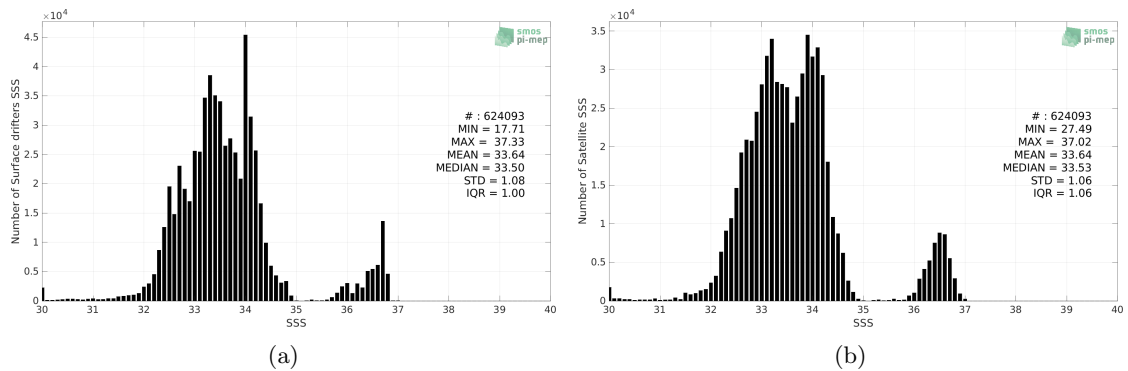 ×10^4
4.5
4
3.5
3
2.5
2
1.5
1
0.5
0
Number of Surface drifters SSS
smos
pi-mep
# : 624093
MIN = 17.71
MAX = 37.33
MEAN = 33.64
MEDIAN = 33.50
STD = 1.08
IQR = 1.00
30 31 32 33 34 35 36 37 38 39 40
SSS
(a)
×10^4
3.5
3
2.5
2
1.5
1
0.5
0
Number of Satellite SSS
smos
pi-mep
# : 624093
MIN = 27.49
MAX = 37.02
MEAN = 33.64
MEDIAN = 33.53
STD = 1.06
IQR = 1.06
30 31 32 33 34 35 36 37 38 39 40
SSS
(b)